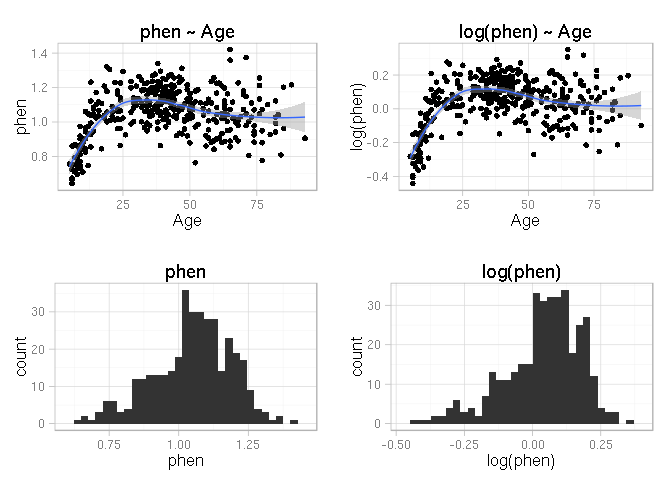 phen ~ Age
log(phen) ~ Age
1.4
1.2
1.0
0.8
phen
25
50
75
Age
0.2
0.0
-0.2
-0.4
log(phen)
25
50
75
Age
phen
log(phen)
30
20
10
0
count
0.75
1.00
1.25
phen
30
20
10
0
count
-0.50
-0.25
0.00
0.25
log(phen)